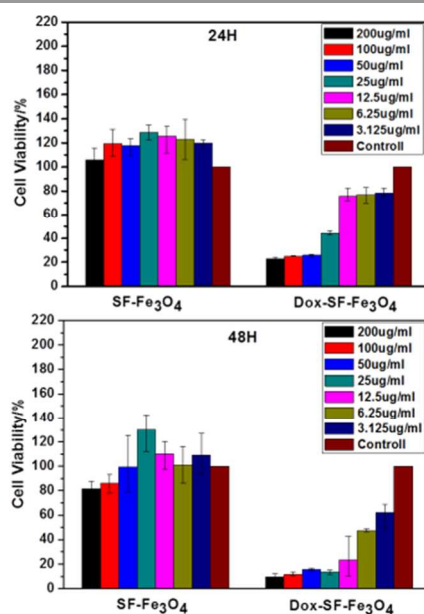 24H
Cell Viability/%
220
200
180
160
140
120
100
80
60
40
20
0
200ug/ml
100ug/ml
50ug/ml
25ug/ml
12.5ug/ml
6.25ug/ml
3.125ug/ml
Controll
SF-Fe₃O₄
Dox-SF-Fe₃O₄
48H
Cell Viability/%
220
200
180
160
140
120
100
80
60
40
20
0
200ug/ml
100ug/ml
50ug/ml
25ug/ml
12.5ug/ml
6.25ug/ml
3.125ug/ml
Controll
SF-Fe₃O₄
Dox-SF-Fe₃O₄